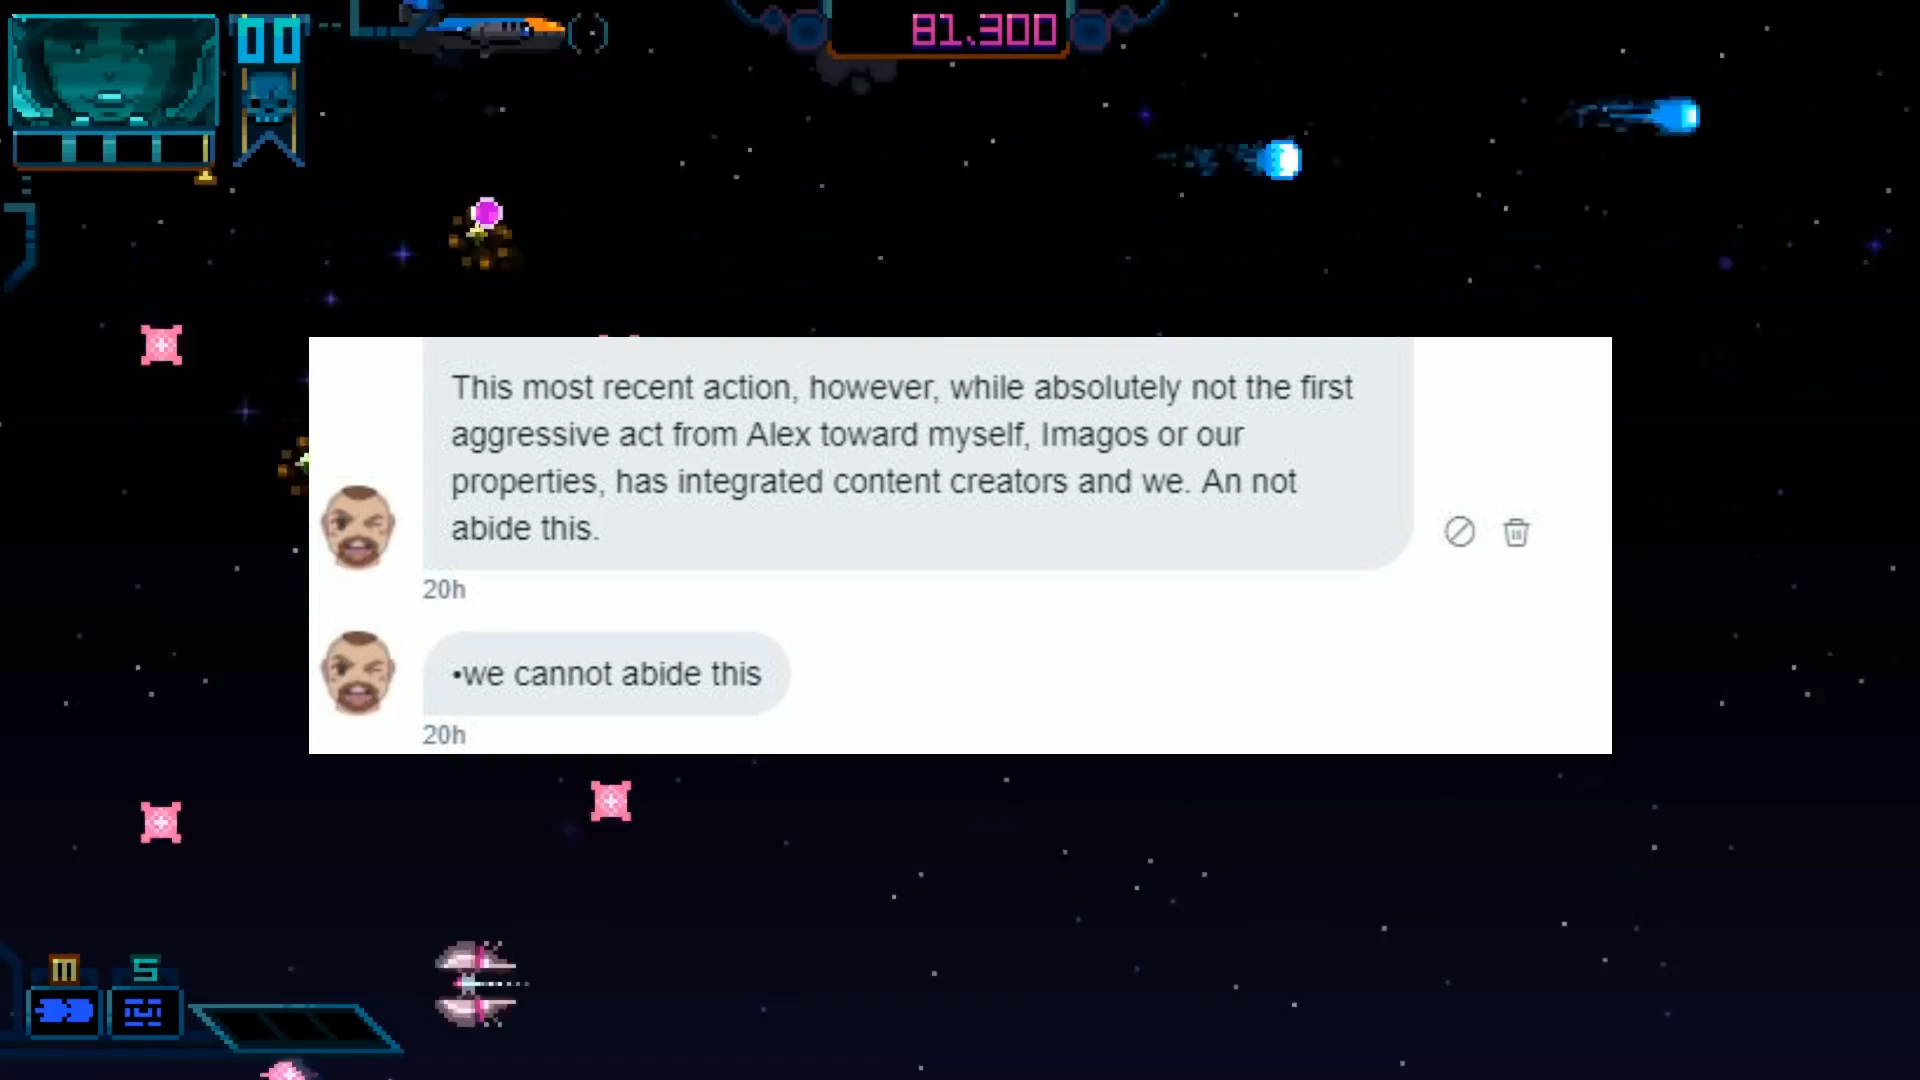 00
81.300
This most recent action, however, while absolutely not the first
aggressive act from Alex toward myself, Imagos or our
properties, has integrated content creators and we. An not
abide this.
20h
•we cannot abide this
20h
M S